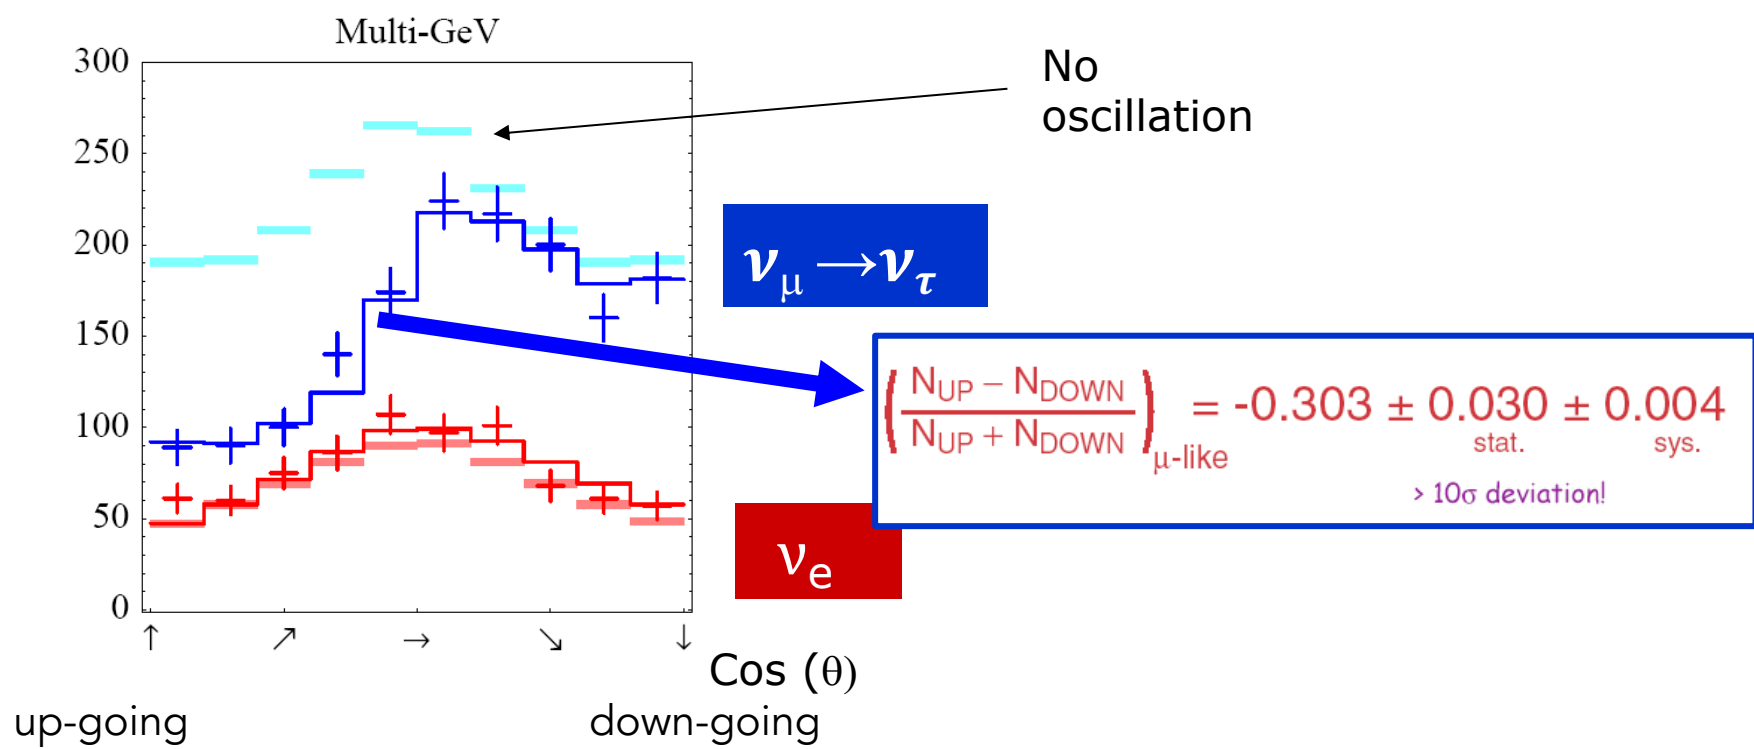 Multi-GeV
300
250
200
150
100
50
0
↑ ↗ → ↘ ↓
Cos (θ)
up-going
down-going
No
oscillation
νμ→ντ
νe
(NUP – NDOWN / NUP + NDOWN)μ-like = -0.303 ± 0.030 ± 0.004
stat. sys.
> 10σ deviation!